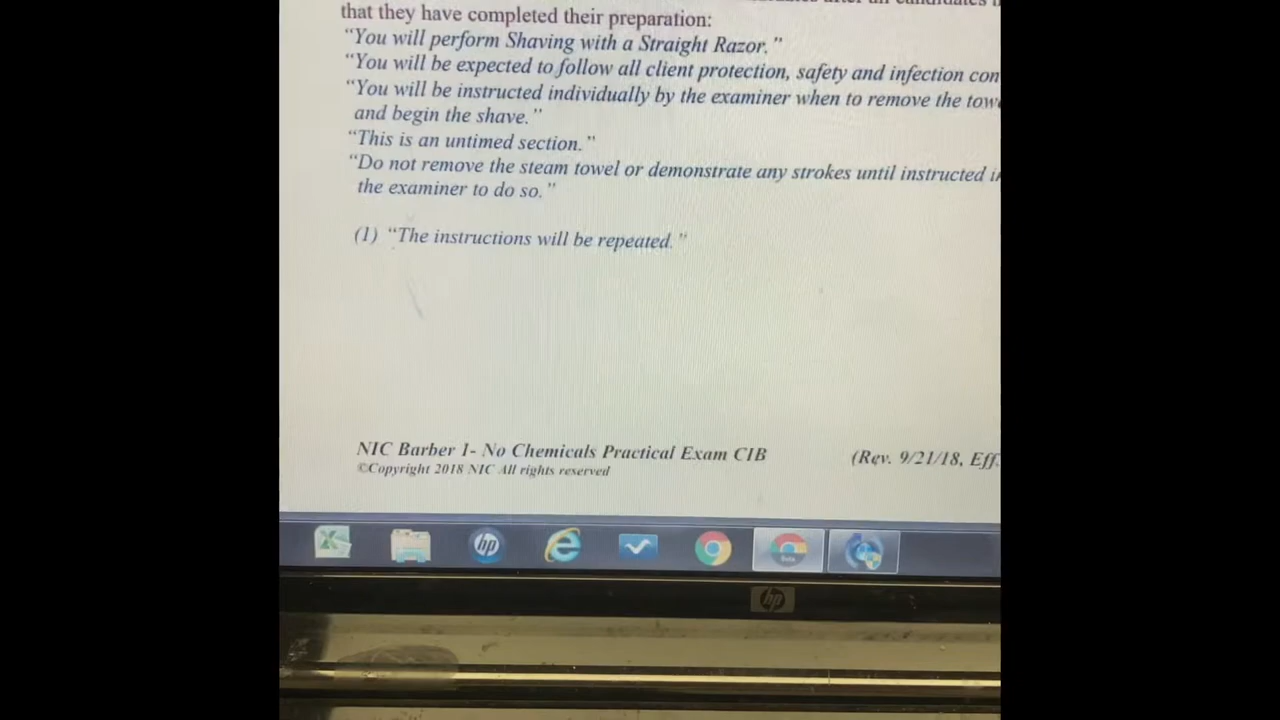 that they have completed their preparation:
“You will perform Shaving with a Straight Razor.”
“You will be expected to follow all client protection, safety and infection con
“You will be instructed individually by the examiner when to remove the
and begin the shave.”
“This is an untimed section.”
“Do not remove the steam towel or demonstrate any strokes until instructed
the examiner to do so.”
(1) “The instructions will be repeated.”
NIC Barber 1- No Chemicals Practical Exam CIB
(Rev. 9/21/18, Eff.
©Copyright 2018 NIC All rights reserved
hp
Beta
hp